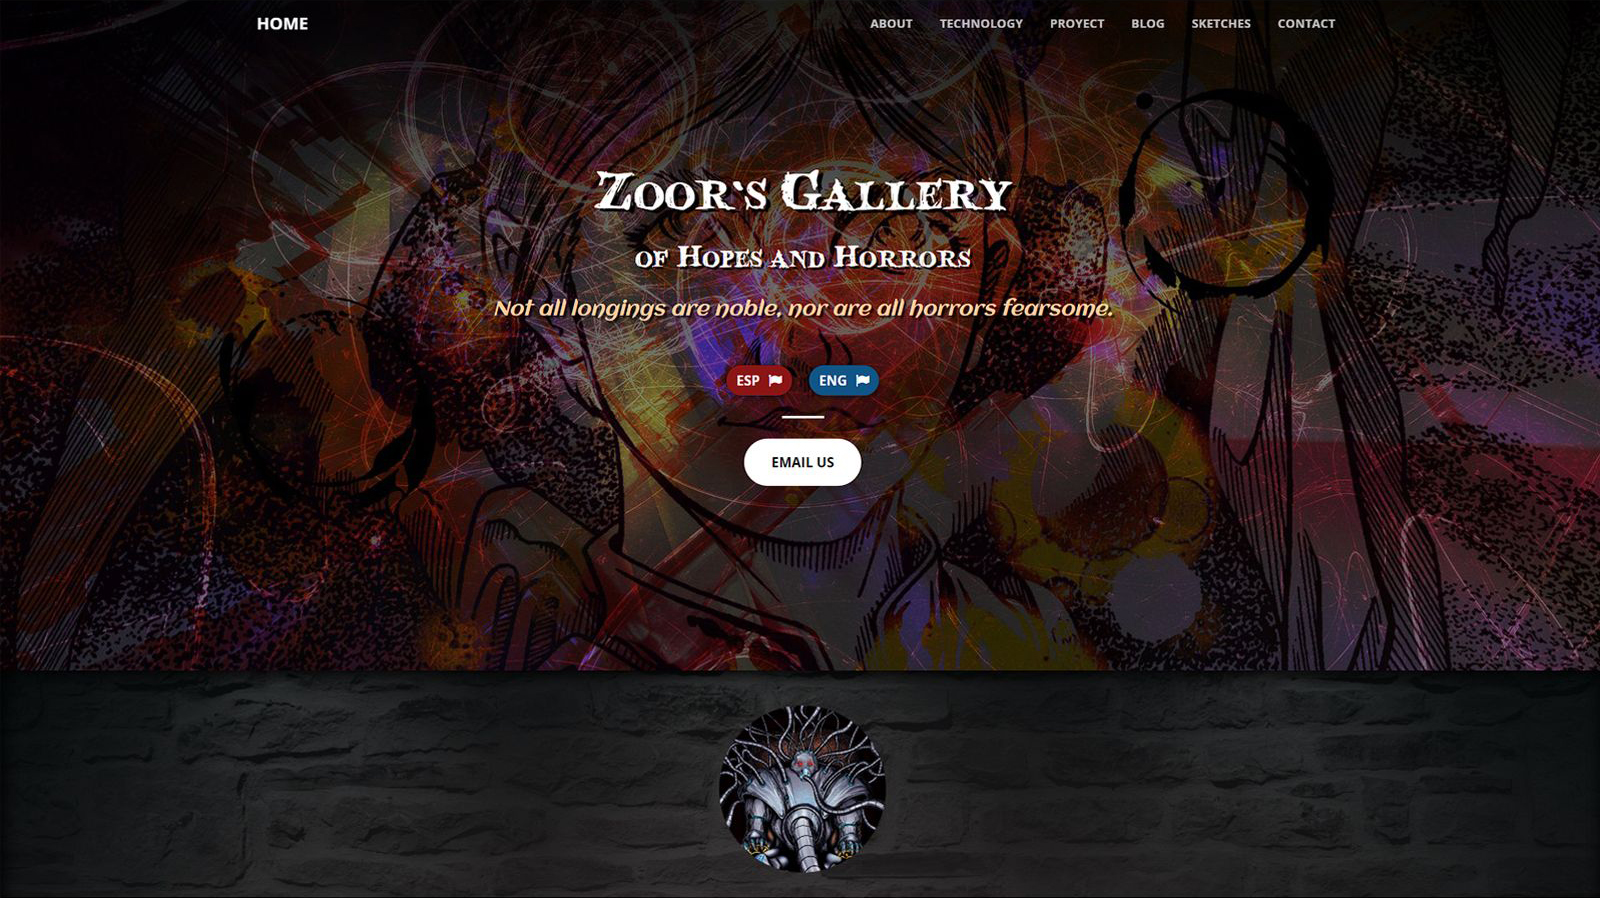 HOME
ABOUT TECHNOLOGY PROYECT BLOG SKETCHES CONTACT
Zoor's Gallery
of Hopes and Horrors
Not all longings are noble, nor are all horrors fearsome.
ESP ENG
EMAIL US